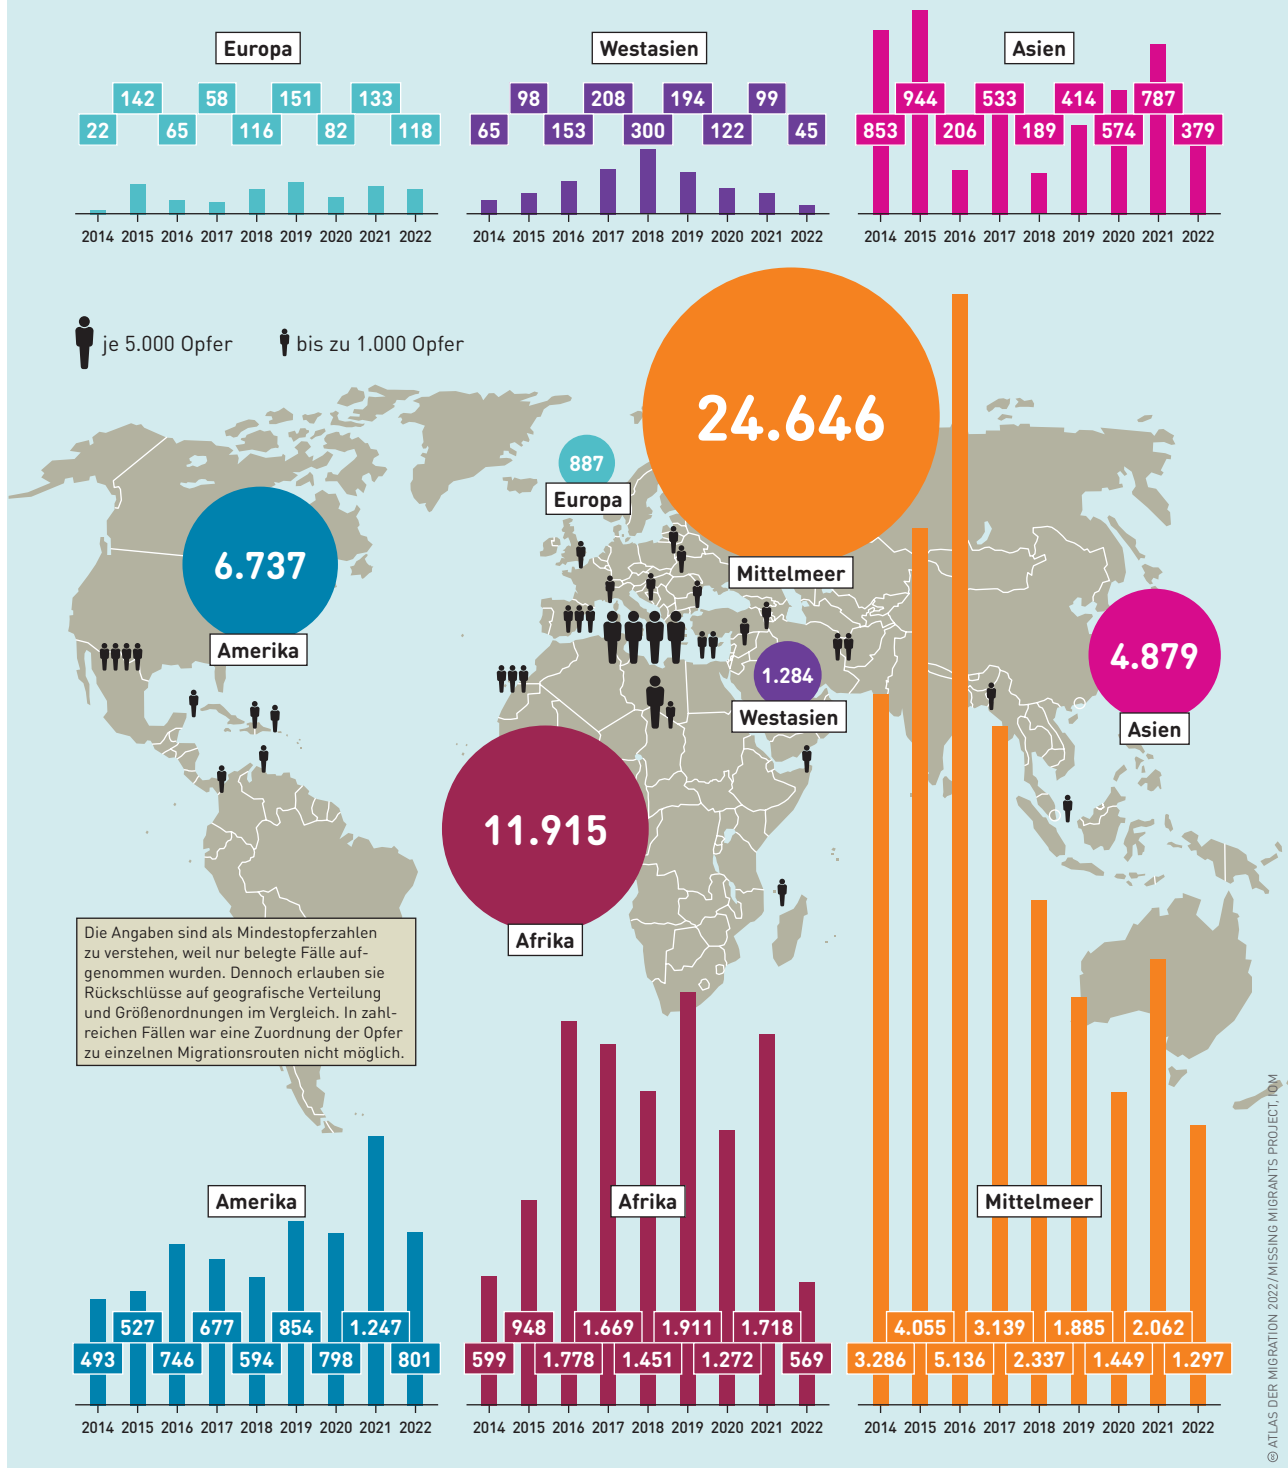 Europa
142 58 151 133
22 65 116 82 118
2014 2015 2016 2017 2018 2019 2020 2021 2022
Westasien
98 208 194 99
65 153 300 122 45
2014 2015 2016 2017 2018 2019 2020 2021 2022
Asien
944 533 414 787
853 206 189 574 379
2014 2015 2016 2017 2018 2019 2020 2021 2022
je 5.000 Opfer
bis zu 1.000 Opfer
24.646
Mittelmeer
887
Europa
6.737
Amerika
4.879
Asien
1.284
Westasien
11.915
Afrika
Die Angaben sind als Mindestopferzahlen
zu verstehen, weil nur belegte Fälle auf-
genommen wurden. Dennoch erlauben sie
Rückschlüsse auf geografische Verteilung
und Größenordnungen im Vergleich. In zahl-
reichen Fällen war eine Zuordnung der Opfer
zu einzelnen Migrationsrouten nicht möglich.
Amerika
527 677 854 1.247
493 746 594 798 801
2014 2015 2016 2017 2018 2019 2020 2021 2022
Afrika
948 1.669 1.911 1.718
599 1.778 1.451 1.272 569
2014 2015 2016 2017 2018 2019 2020 2021 2022
Mittelmeer
4.055 3.139 1.885 2.062
3.286 5.136 2.337 1.449 1.297
2014 2015 2016 2017 2018 2019 2020 2021 2022
© ATLAS DER MIGRATION 2022/MISSING MIGRANTS PROJECT, IOM